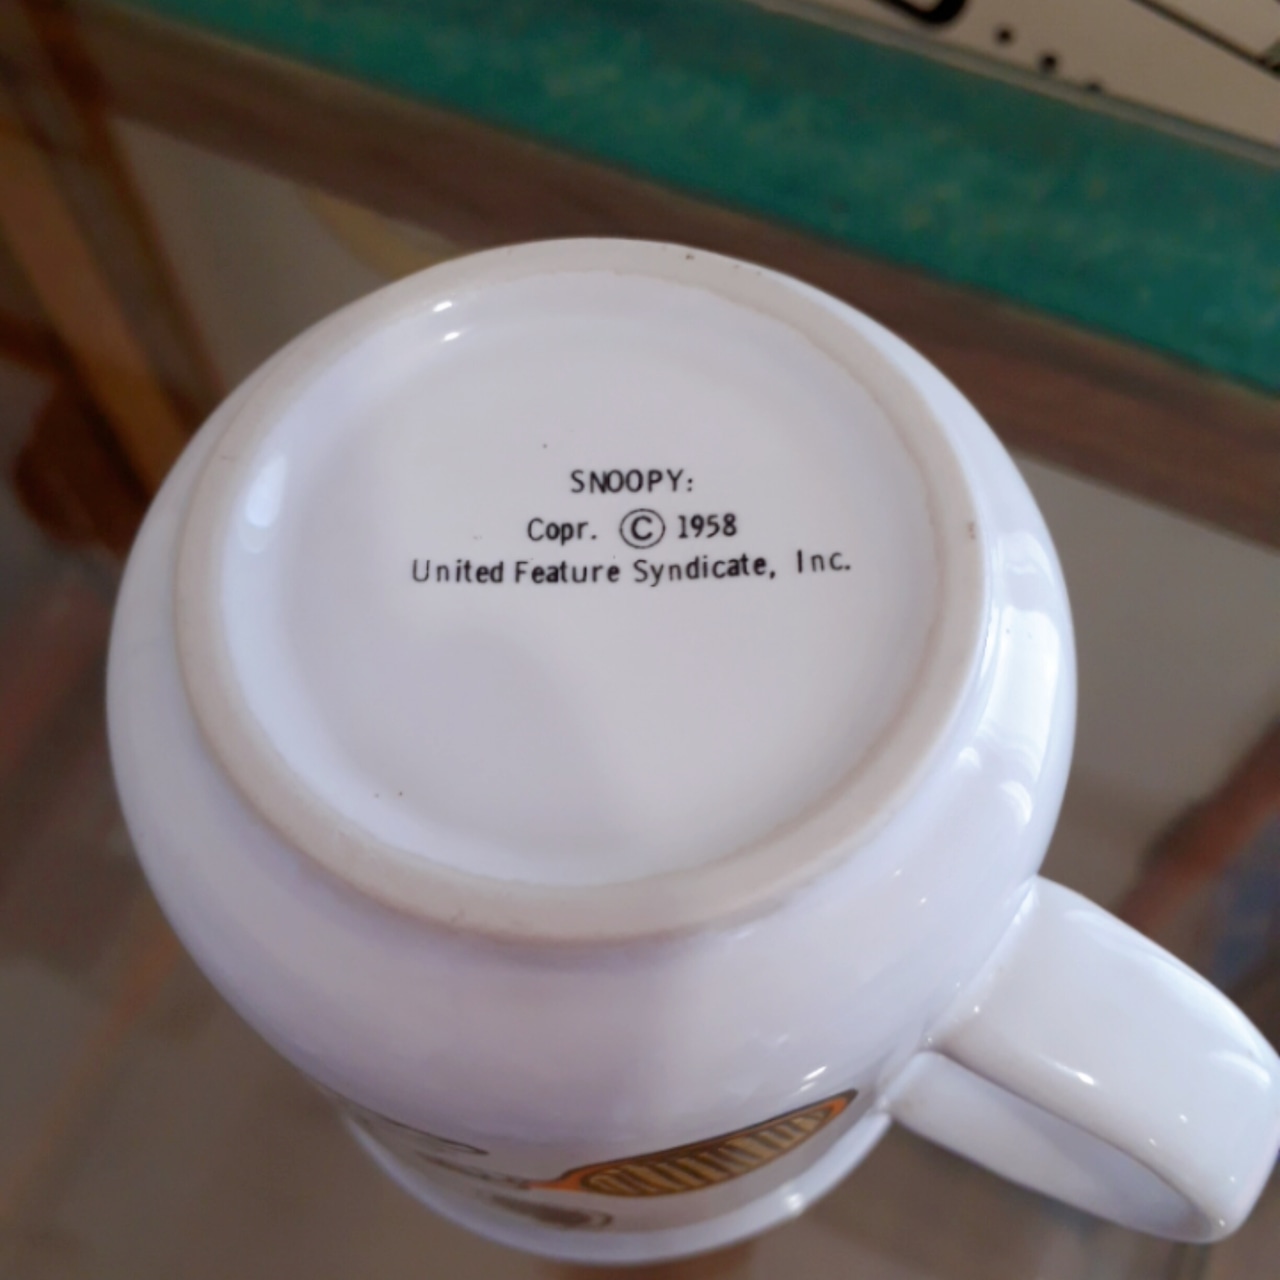 SNOOPY:
Copr. © 1958
United Feature Syndicate, Inc.